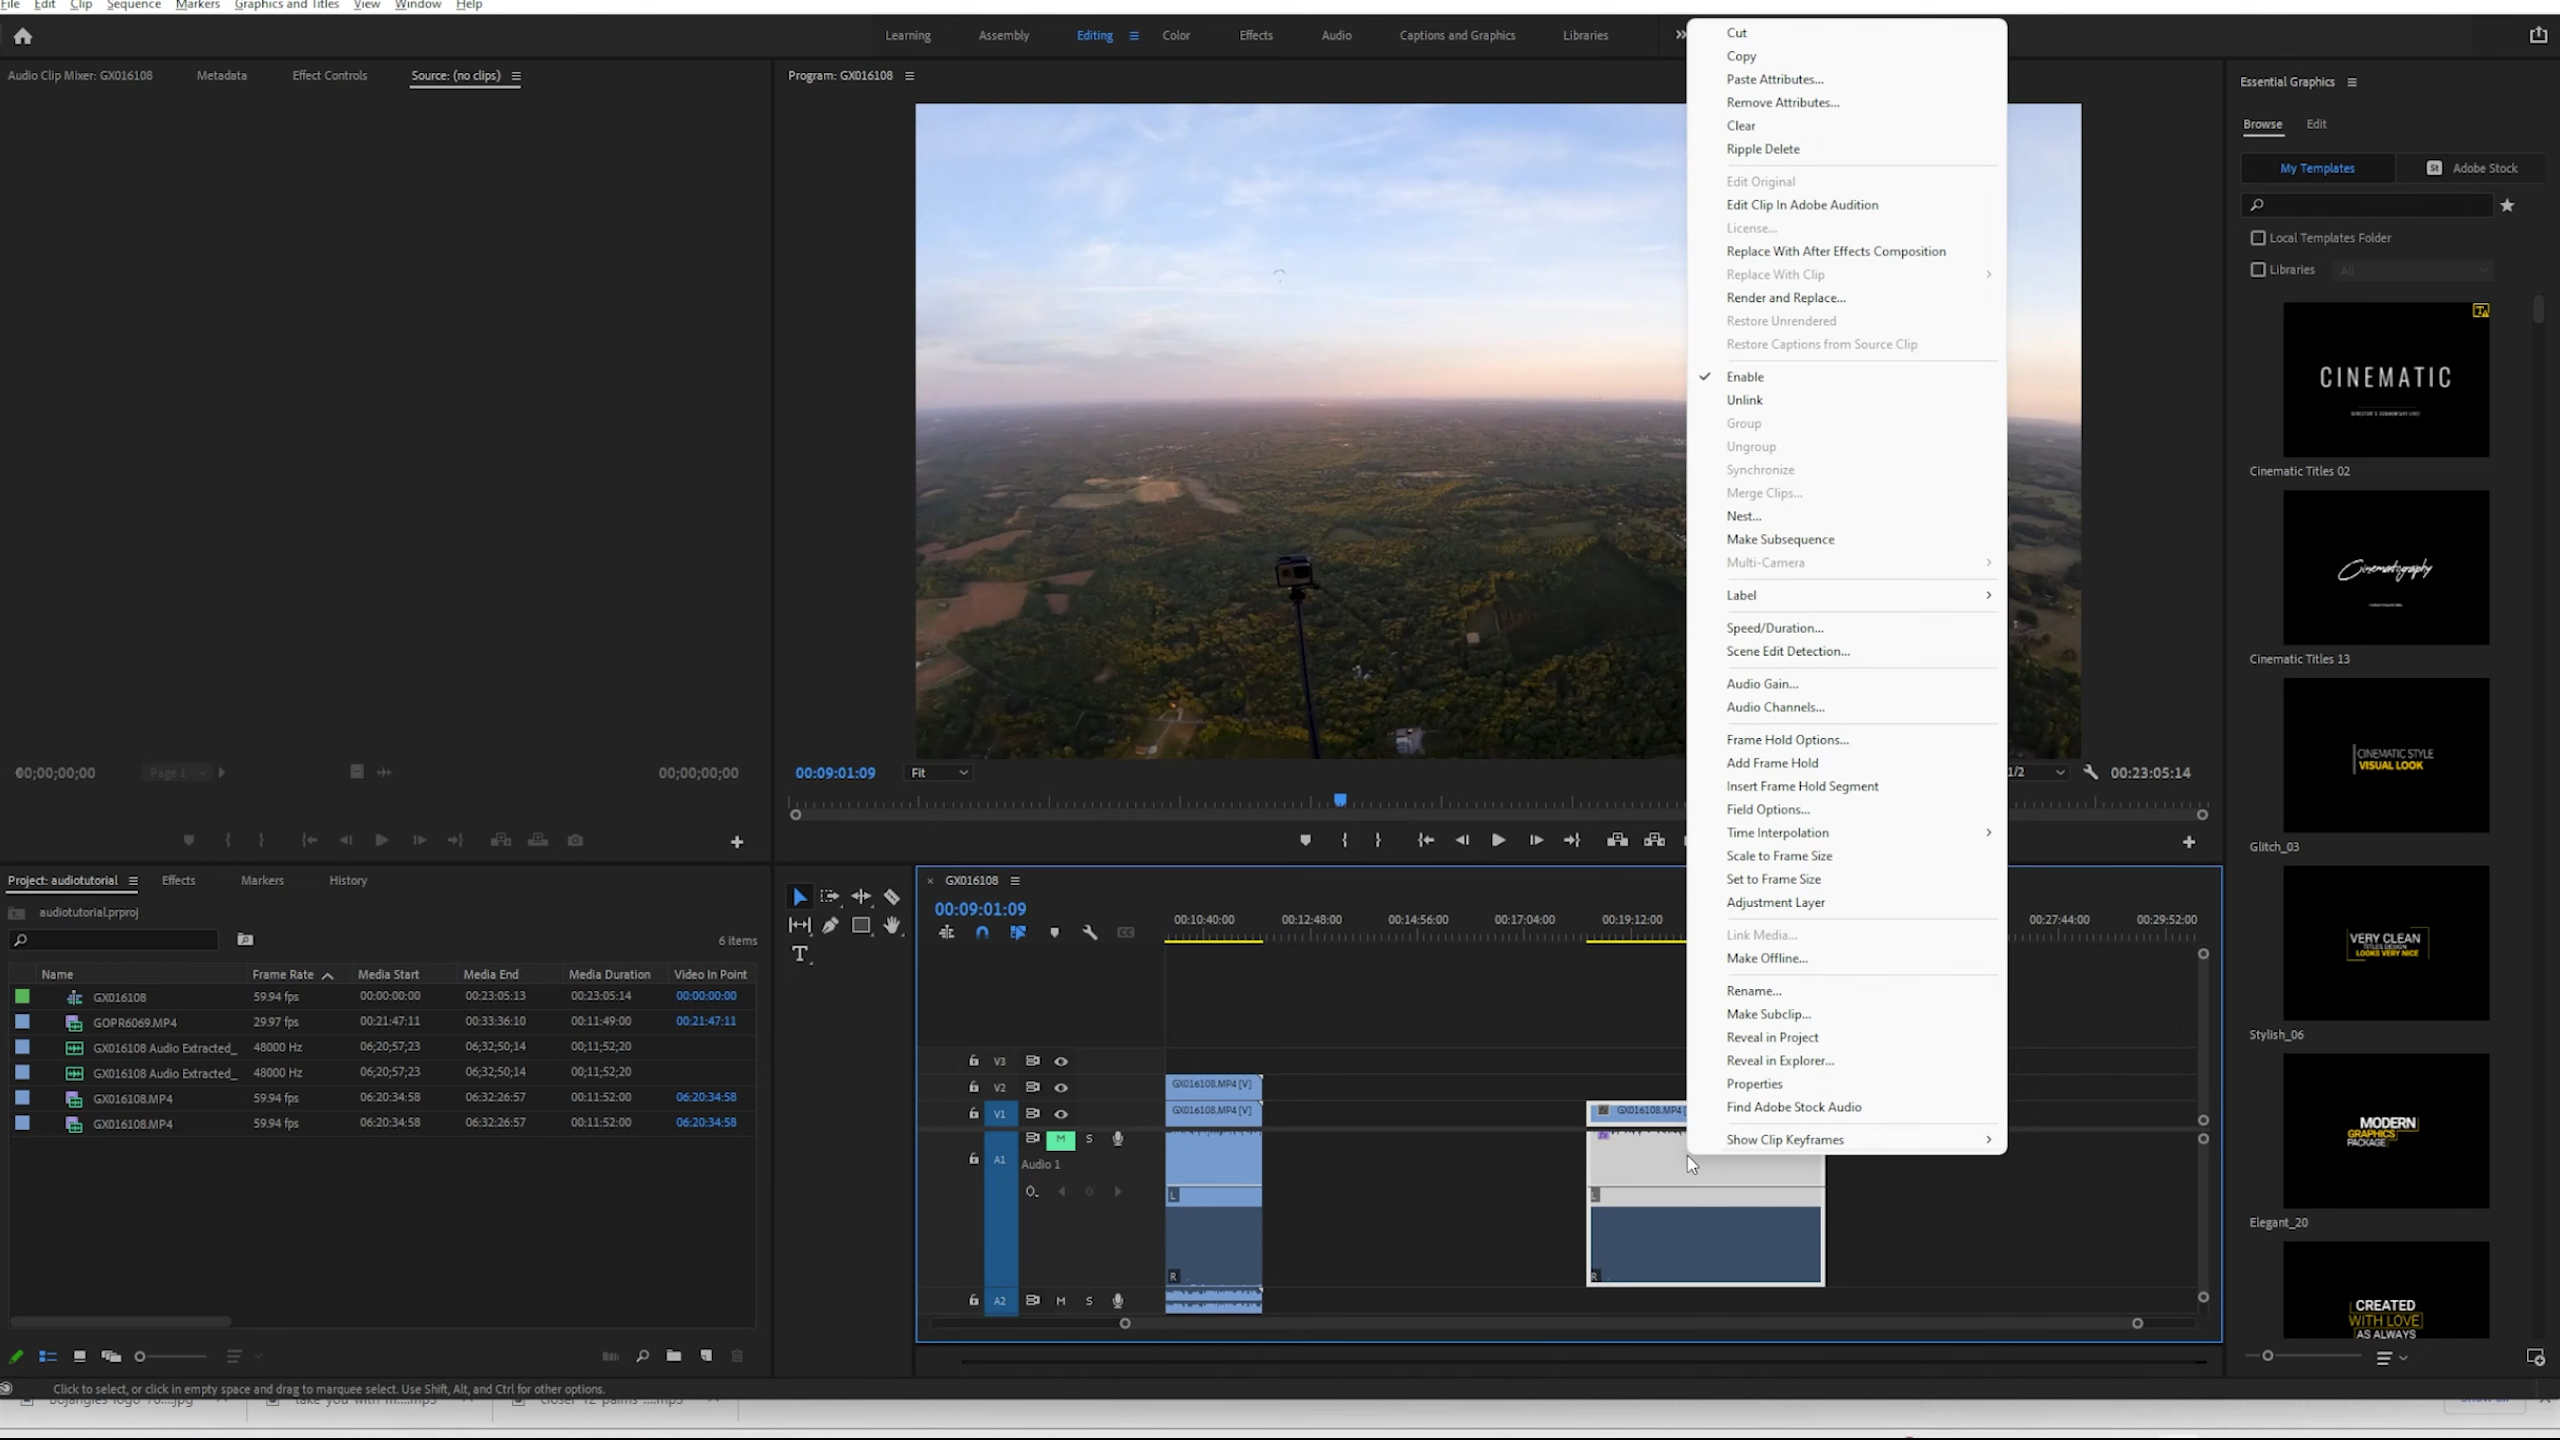 File Edit Clip Sequence Markers Graphics and Titles View Window Help
Learning Assembly Editing Color Effects Audio Captions and Graphics Libraries
Audio Clip Mixer: GX016108 Metadata Effect Controls Source: (no clips)
00;00;00;00 Page 1 00;00;00;00
Program: GX016108
00:09:01:09 Fit 1/2 00:23:05:14
Cut
Copy
Paste Attributes...
Remove Attributes...
Clear
Ripple Delete
Edit Original
Edit Clip In Adobe Audition
License...
Replace With After Effects Composition
Replace With Clip
Render and Replace...
Restore Unrendered
Restore Captions from Source Clip
Enable
Unlink
Group
Ungroup
Synchronize
Merge Clips...
Nest...
Make Subsequence
Multi-Camera
Label
Speed/Duration...
Scene Edit Detection...
Audio Gain...
Audio Channels...
Frame Hold Options...
Add Frame Hold
Insert Frame Hold Segment
Field Options...
Time Interpolation
Scale to Frame Size
Set to Frame Size
Adjustment Layer
Link Media...
Make Offline...
Rename...
Make Subclip...
Reveal in Project
Reveal in Explorer...
Properties
Find Adobe Stock Audio
Show Clip Keyframes
Essential Graphics
Browse Edit
My Templates St Adobe Stock
Local Templates Folder
Libraries All
CINEMATIC
DIRECTOR'S COMMENTARY LIVE!
Cinematic Titles 02
Cinematography
Cinematic Titles 13
CINEMATIC STYLE
VISUAL LOOK
Glitch_03
VERY CLEAN
TITLES DESIGN
LOOKS VERY NICE
Stylish_06
MODERN
GRAPHICS
PACKAGE
Elegant_20
CREATED
WITH LOVE
AS ALWAYS
Project: audiotutorial Effects Markers History
audiotutorial.prproj
6 items
Name Frame Rate Media Start Media End Media Duration Video In Point
GX016108 59.94 fps 00:00:00:00 00:23:05:13 00:23:05:14 00:00:00:00
GOPR6069.MP4 29.97 fps 00:21:47:11 00:33:36:10 00:11:49:00 00:21:47:11
GX016108 Audio Extracted_ 48000 Hz 06;20;57;23 06;32;50;14 00;11;52;20
GX016108 Audio Extracted_ 48000 Hz 06;20;57;23 06;32;50;14 00;11;52;20
GX016108.MP4 59.94 fps 06:20:34:58 06:32:26:57 00:11:52:00 06:20:34:58
GX016108.MP4 59.94 fps 06:20:34:58 06:32:26:57 00:11:52:00 06:20:34:58
GX016108
00:09:01:09
00:10:40:00 00:12:48:00 00:14:56:00 00:17:04:00 00:19:12:00 00:27:44:00 00:29:52:00
V3
V2 GX016108.MP4 [V]
V1 GX016108.MP4 [V] GX016108.MP4 [
M S
A1 Audio 1
L L
R R
A2 M S
Click to select, or click in empty space and drag to marquee select. Use Shift, Alt, and Ctrl for other options.